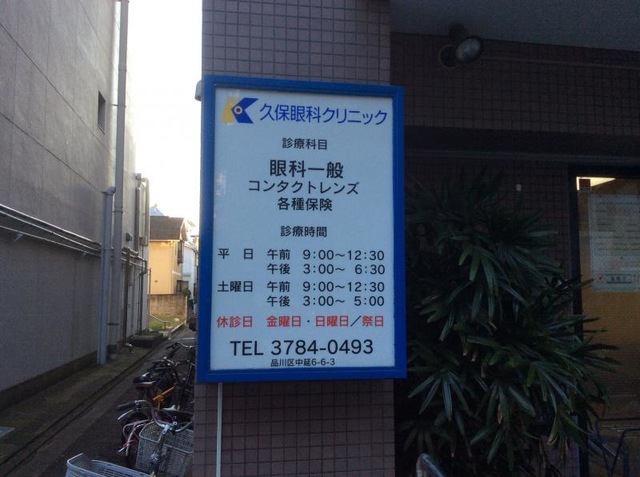 久保眼科クリニック
診療科目
眼科一般
コンタクトレンズ
各種保険
診療時間
平 日 午前 9:00～12:30
午後 3:00～ 6:30
土曜日 午前 9:00～12:30
午後 3:00～ 5:00
休診日 金曜日・日曜日／祭日
TEL 3784-0493
品川区中延6-6-3